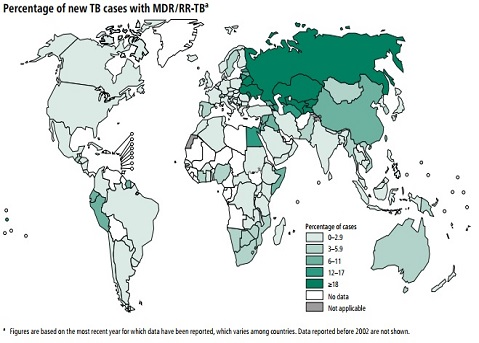 Percentage of new TB cases with MDR/RR-TBa
Percentage of cases
0–2.9
3–5.9
6–11
12–17
≥18
No data
Not applicable
a Figures are based on the most recent year for which data have been reported, which varies among countries. Data reported before 2002 are not shown.